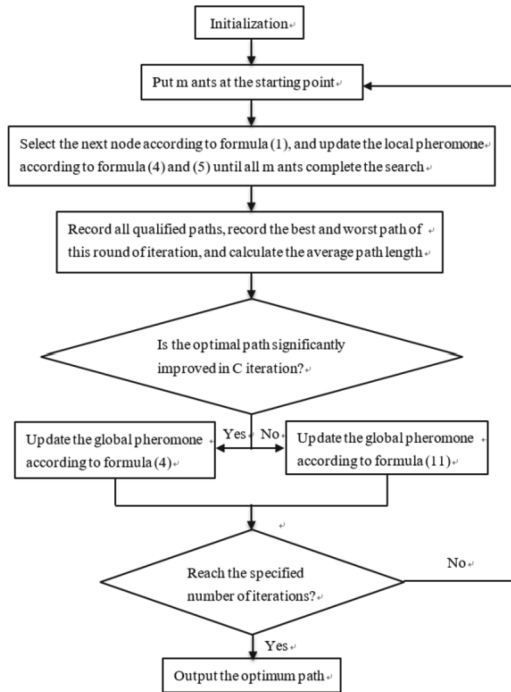 Initialization
Put m ants at the starting point
Select the next node according to formula (1), and update the local pheromone
according to formula (4) and (5) until all m ants complete the search
Record all qualified paths, record the best and worst path of
this round of iteration, and calculate the average path length
Is the optimal path significantly
improved in C iteration?
Yes No
Update the global pheromone
according to formula (4)
Update the global pheromone
according to formula (11)
Reach the specified
number of iterations?
No
Yes
Output the optimum path